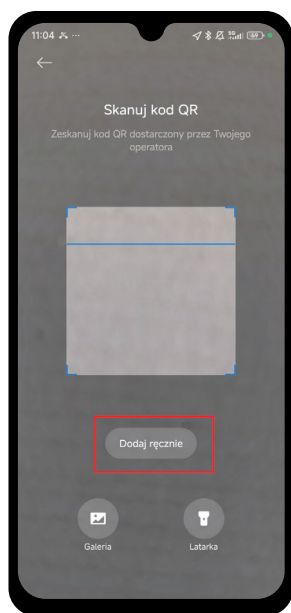 11:04
Skanuj kod QR
Zeskanuj kod QR dostarczony przez Twojego
operatora
Dodaj ręcznie
Galeria
Latarka